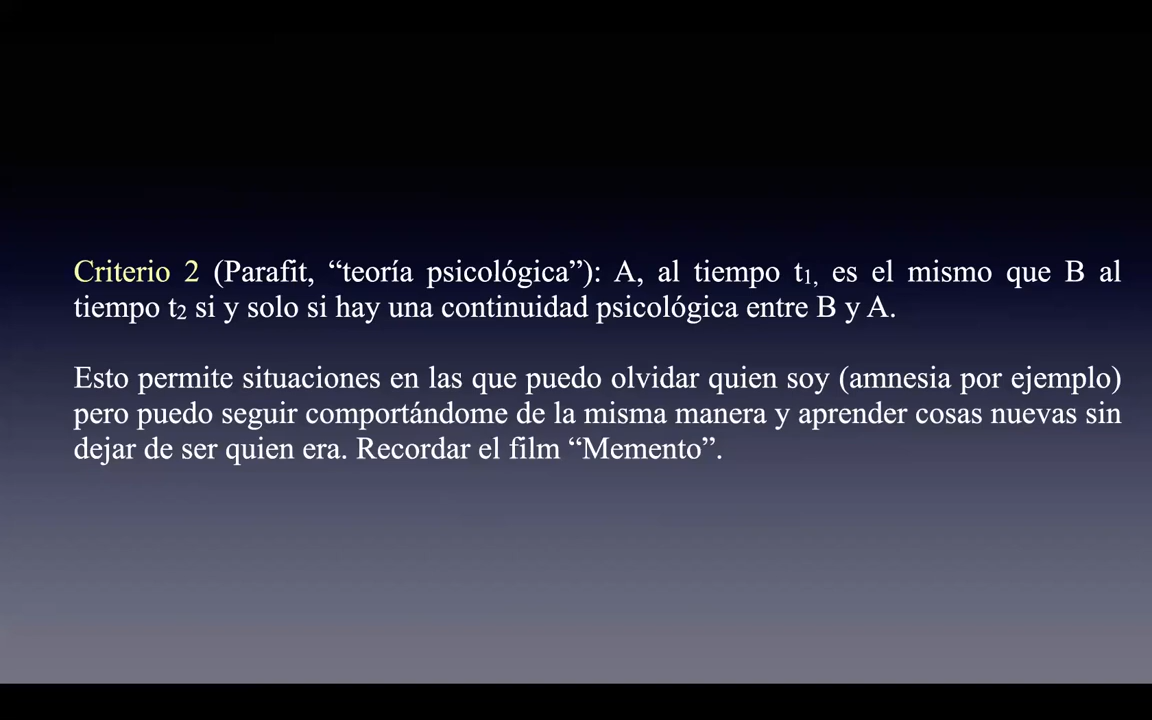 Criterio 2 (Parafit, “teoría psicológica”): A, al tiempo t₁, es el mismo que B al
tiempo t₂ si y solo si hay una continuidad psicológica entre B y A.
Esto permite situaciones en las que puedo olvidar quien soy (amnesia por ejemplo)
pero puedo seguir comportándome de la misma manera y aprender cosas nuevas sin
dejar de ser quien era. Recordar el film “Memento”.